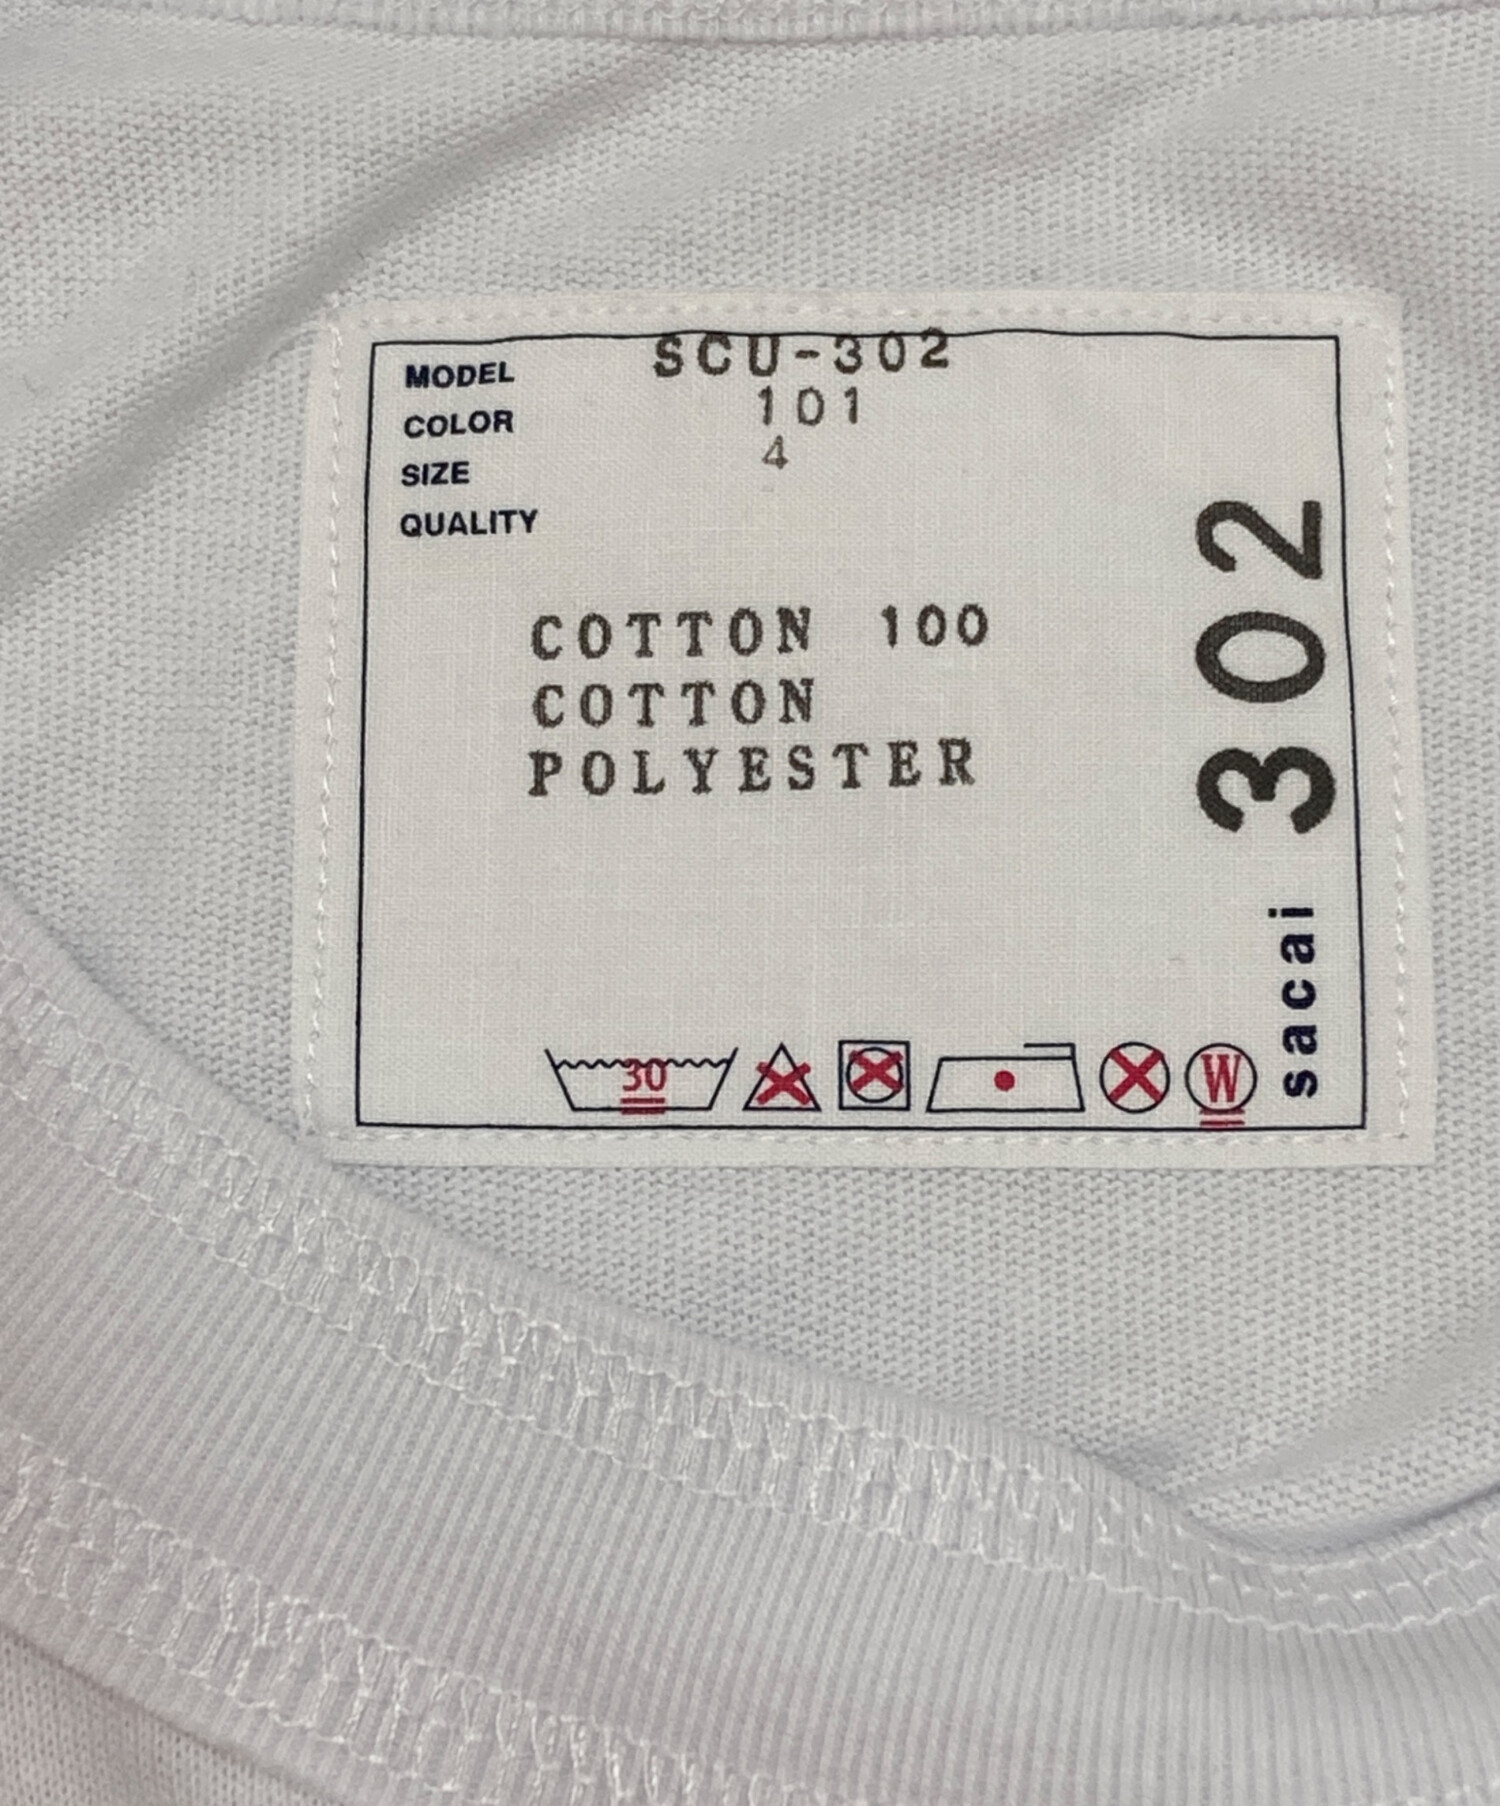 MODEL SCU-302
COLOR 101
SIZE 4
QUALITY
COTTON 100
COTTON
POLYESTER
302
sacai
30
W